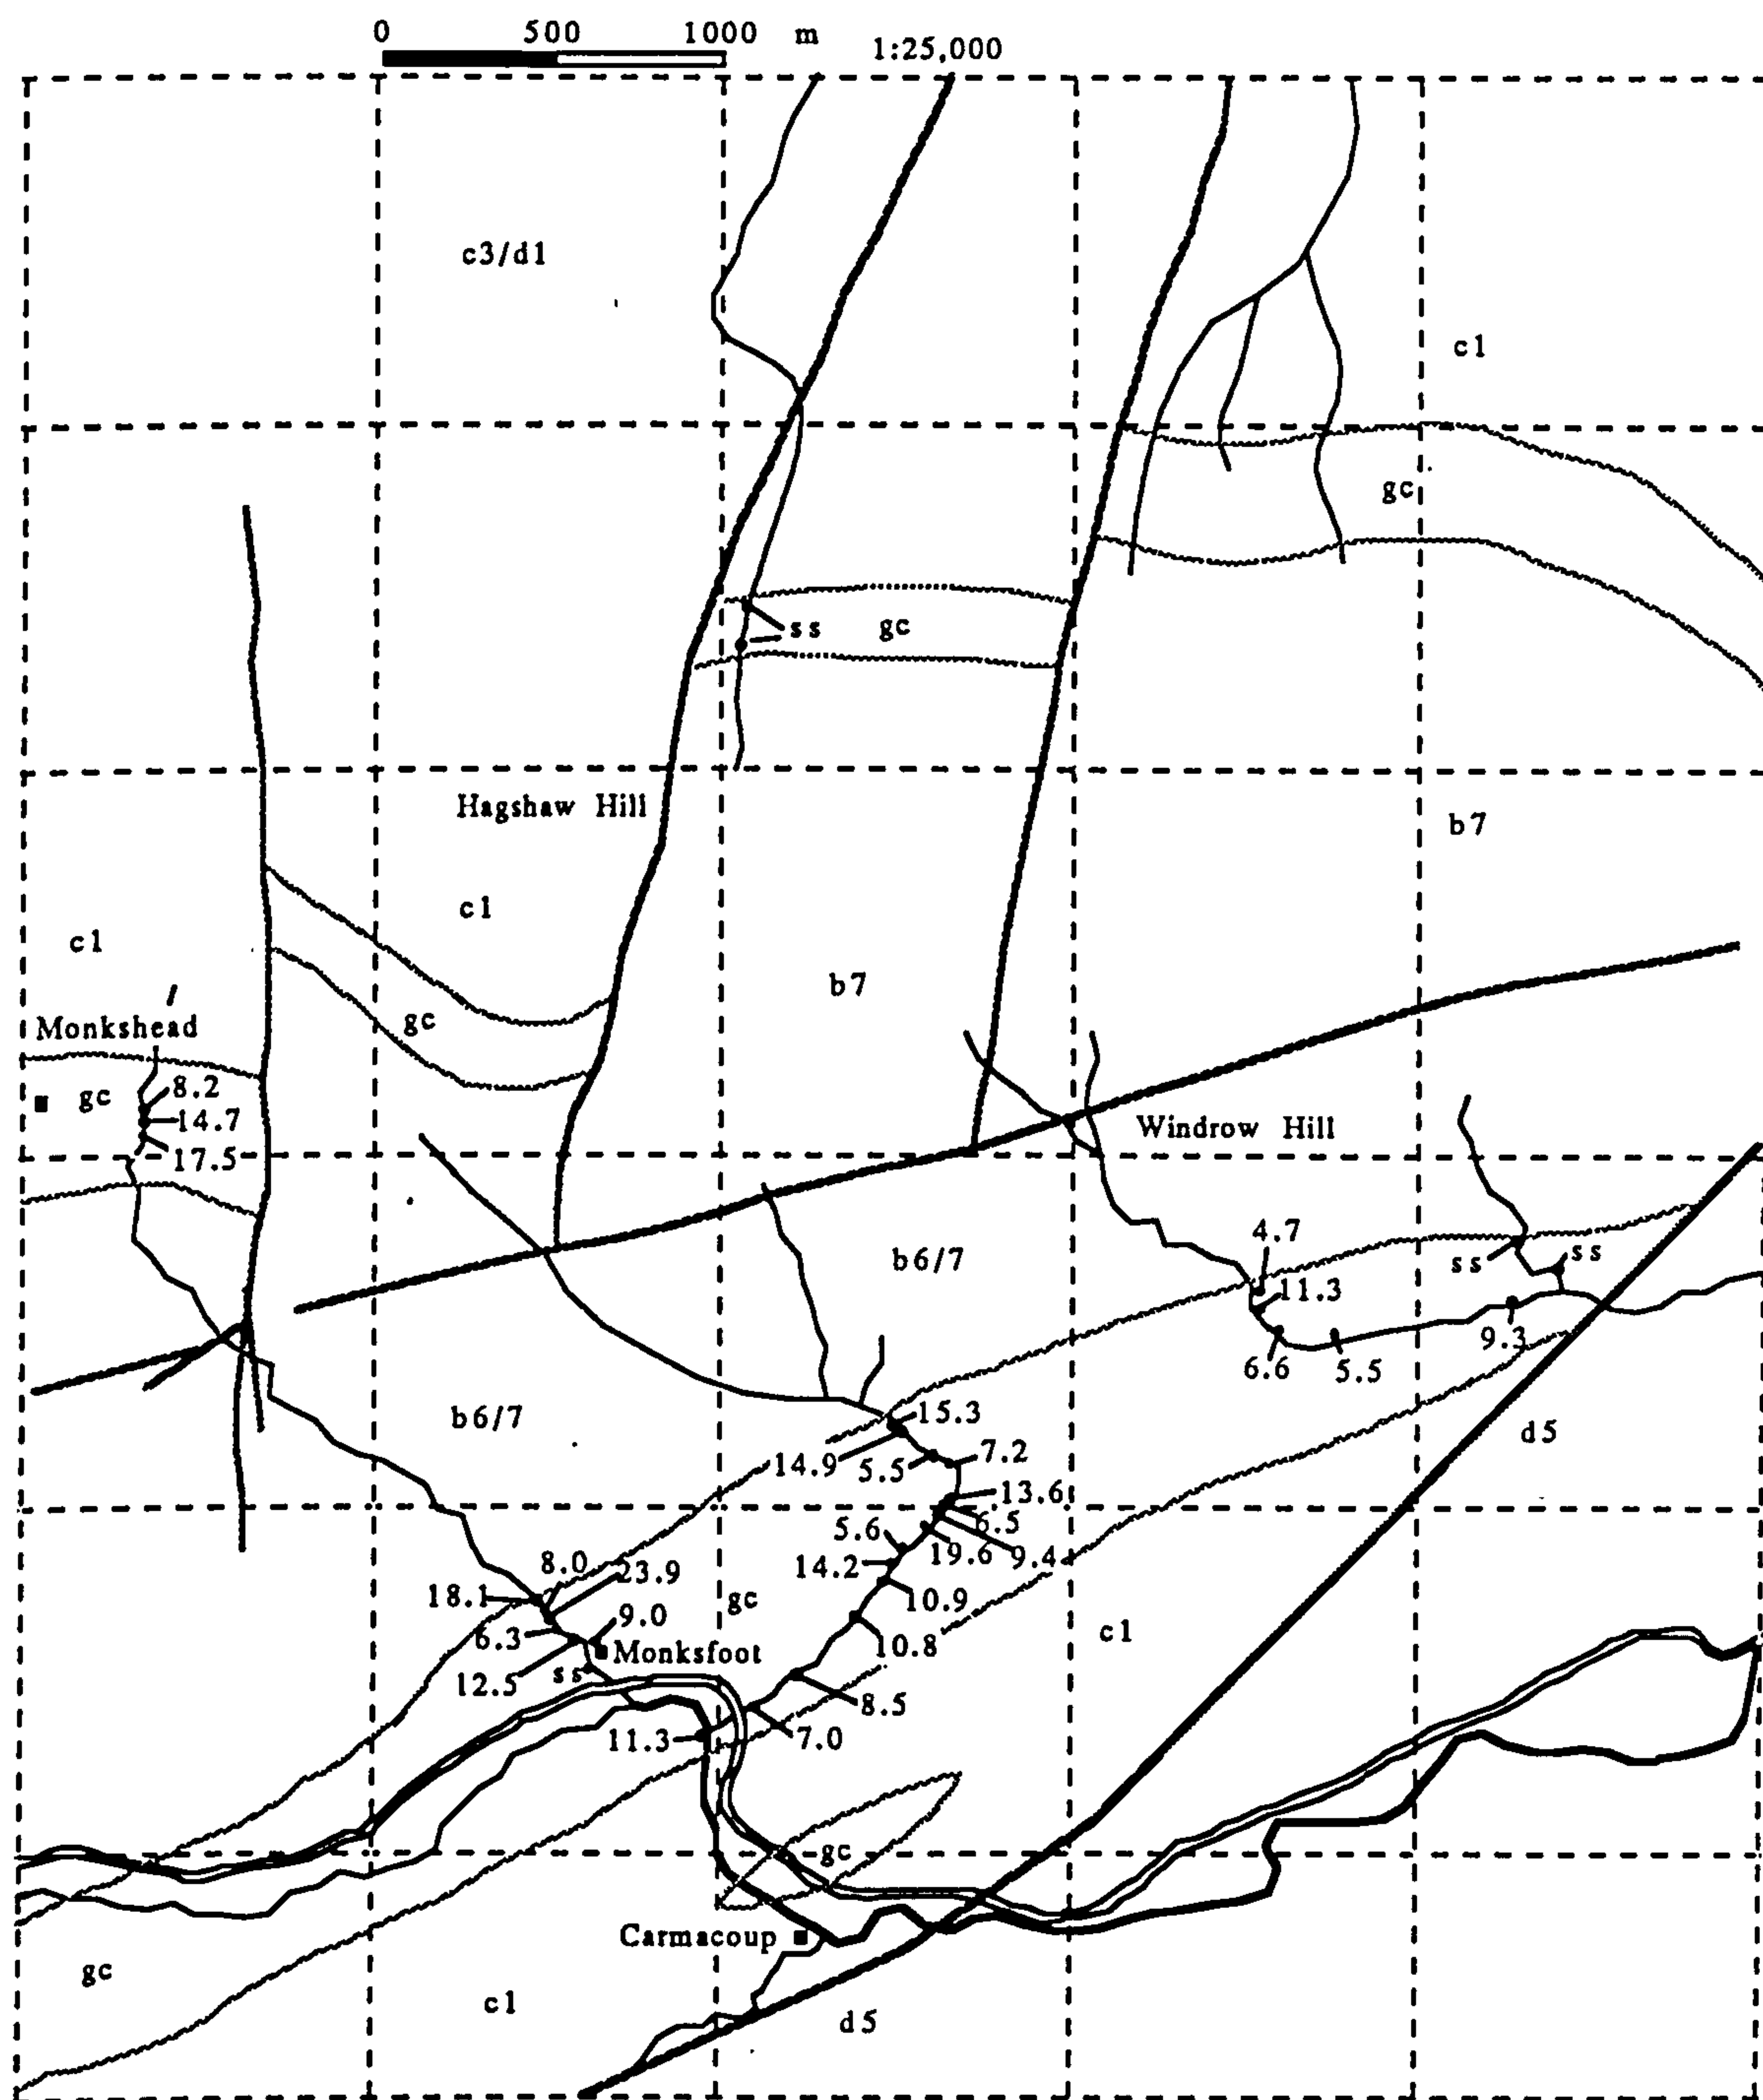 0 500 1000 m 1:25,000
c3/d1
c1
gc
ss gc
Hagshaw Hill
b7
c1
c1
b7
gc
Monkshead
gc
8.2
14.7
17.5
Windrow Hill
4.7
b6/7
ss
ss
11.3
9.3
6.6
5.5
b6/7
15.3
d5
14.9
5.5
7.2
13.6
5.6
6.5
19.6
9.4
14.2
8.0
23.9
18.1
gc
10.9
9.0
6.3
c1
10.8
Monksfoot
12.5
ss
8.5
11.3
7.0
gc
Carmacoup
gc
c1
d5